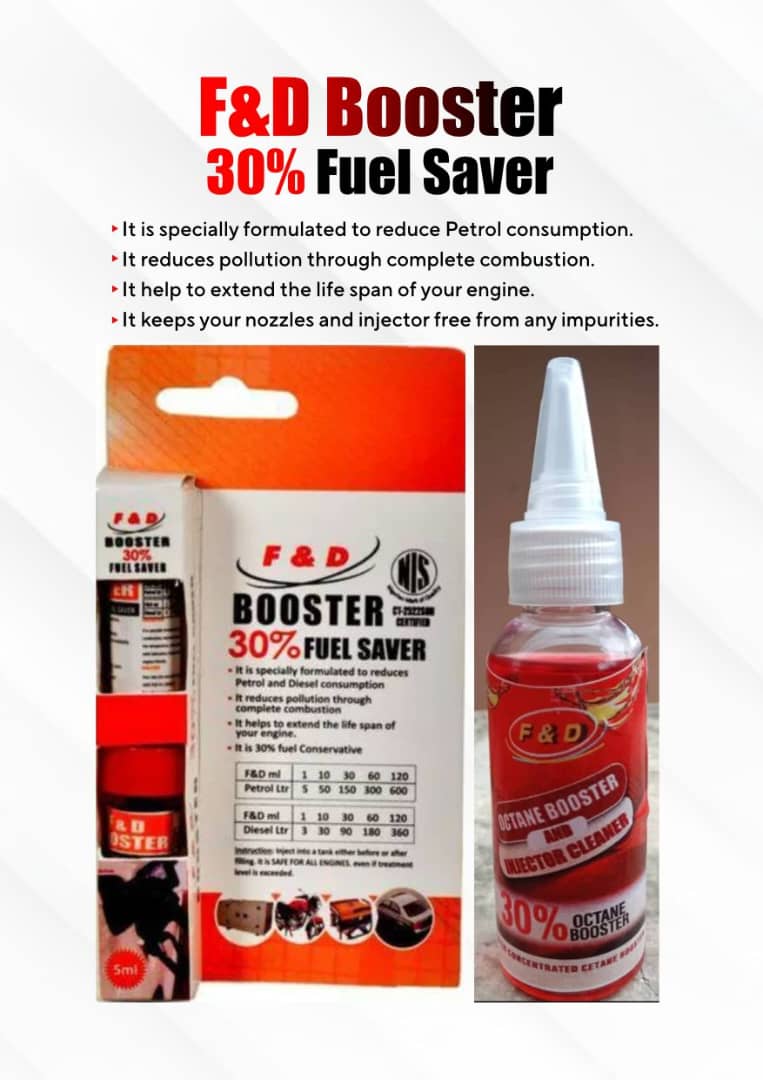 F&D Booster
30% Fuel Saver
It is specially formulated to reduce Petrol consumption.
It reduces pollution through complete combustion.
It help to extend the life span of your engine.
It keeps your nozzles and injector free from any impurities.
F & D
BOOSTER
30%
FUEL SAVER
F & D
BOOSTER
30% FUEL SAVER
NIS
CERTIFIED
• It is specially formulated to reduces
Petrol and Diesel consumption
• It reduces pollution through
complete combustion
• It helps to extend the life span of
your engine.
• It is 30% fuel Conservative
F&D ml 1 10 30 60 120
Petrol Ltr 5 50 150 300 600
F&D ml 1 10 30 60 120
Diesel Ltr 3 30 90 180 360
Instruction: Inject into a tank either before or after
filling. It is SAFE FOR ALL ENGINES, even if treatment
level is exceeded.
& D
OSTER
5ml
F & D
OCTANE BOOSTER
AND
INJECTOR CLEANER
30% OCTANE
BOOSTER
CONCENTRATED CETANE